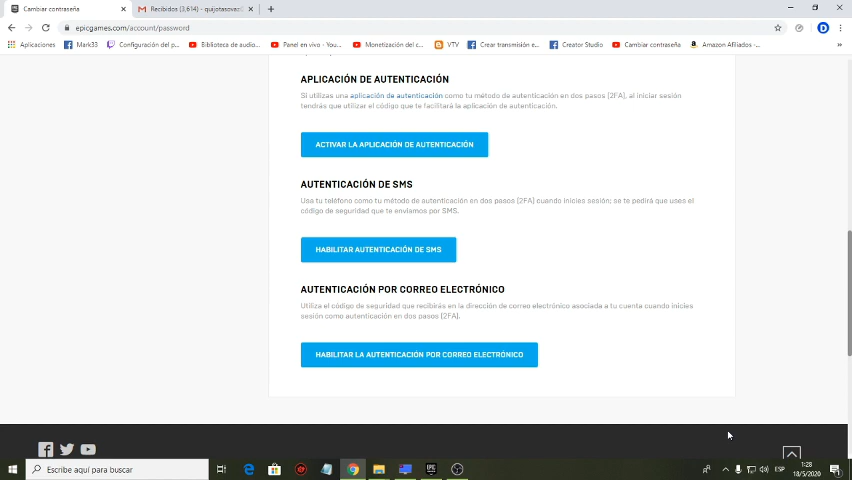 Cambiar contraseña
Recibidos (3,614) - quijotasovaz
epicgames.com/account/password
Aplicaciones
Mark33
Configuración del p...
Biblioteca de audio...
Panel en vivo - You...
Monetización del c...
VTV
Crear transmisión e...
Creator Studio
Cambiar contraseña
Amazon Afiliados -...
APLICACIÓN DE AUTENTICACIÓN
Si utilizas una aplicación de autenticación como tu método de autenticación en dos pasos [2FA], al iniciar sesión
tendrás que utilizar el código que te facilitará la aplicación de autenticación.
ACTIVAR LA APLICACIÓN DE AUTENTICACIÓN
AUTENTICACIÓN DE SMS
Usa tu teléfono como tu método de autenticación en dos pasos [2FA] cuando inicies sesión; se te pedirá que uses el
código de seguridad que te enviamos por SMS.
HABILITAR AUTENTICACIÓN DE SMS
AUTENTICACIÓN POR CORREO ELECTRÓNICO
Utiliza el código de seguridad que recibirás en la dirección de correo electrónico asociada a tu cuenta cuando inicies
sesión como autenticación en dos pasos [2FA].
HABILITAR LA AUTENTICACIÓN POR CORREO ELECTRÓNICO
Escribe aquí para buscar
ESP
1:28
18/5/2020